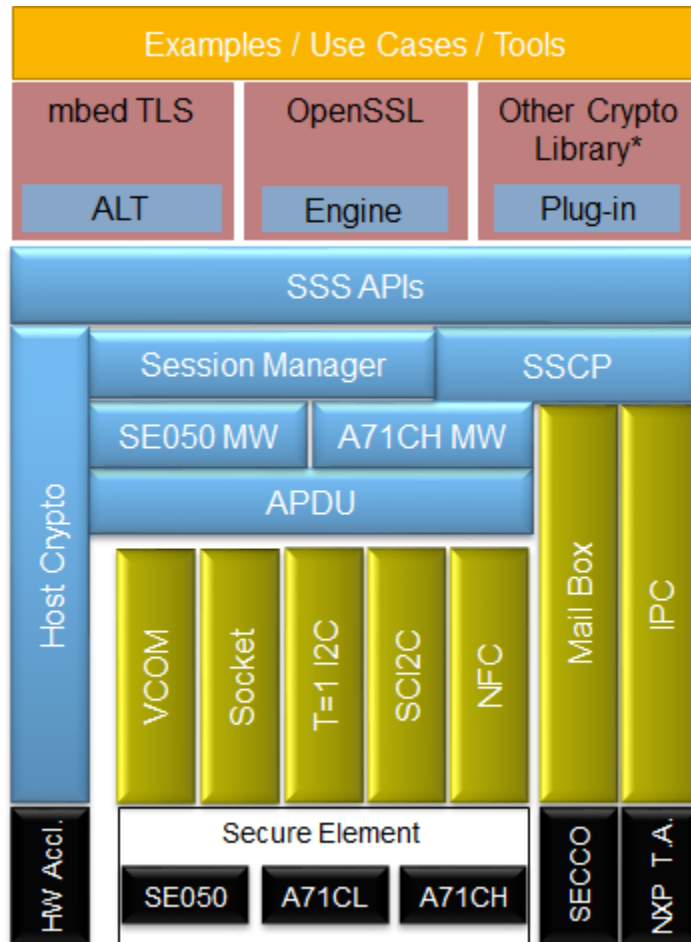 Examples / Use Cases / Tools
mbed TLS
OpenSSL
Other Crypto
Library*
ALT
Engine
Plug-in
SSS APIs
Session Manager
SSCP
SE050 MW
A71CH MW
APDU
Host Crypto
VCOM
Socket
T=1 I2C
SCI2C
NFC
Mail Box
IPC
HW Accl.
Secure Element
SE050
A71CL
A71CH
SECCO
NXP T.A.